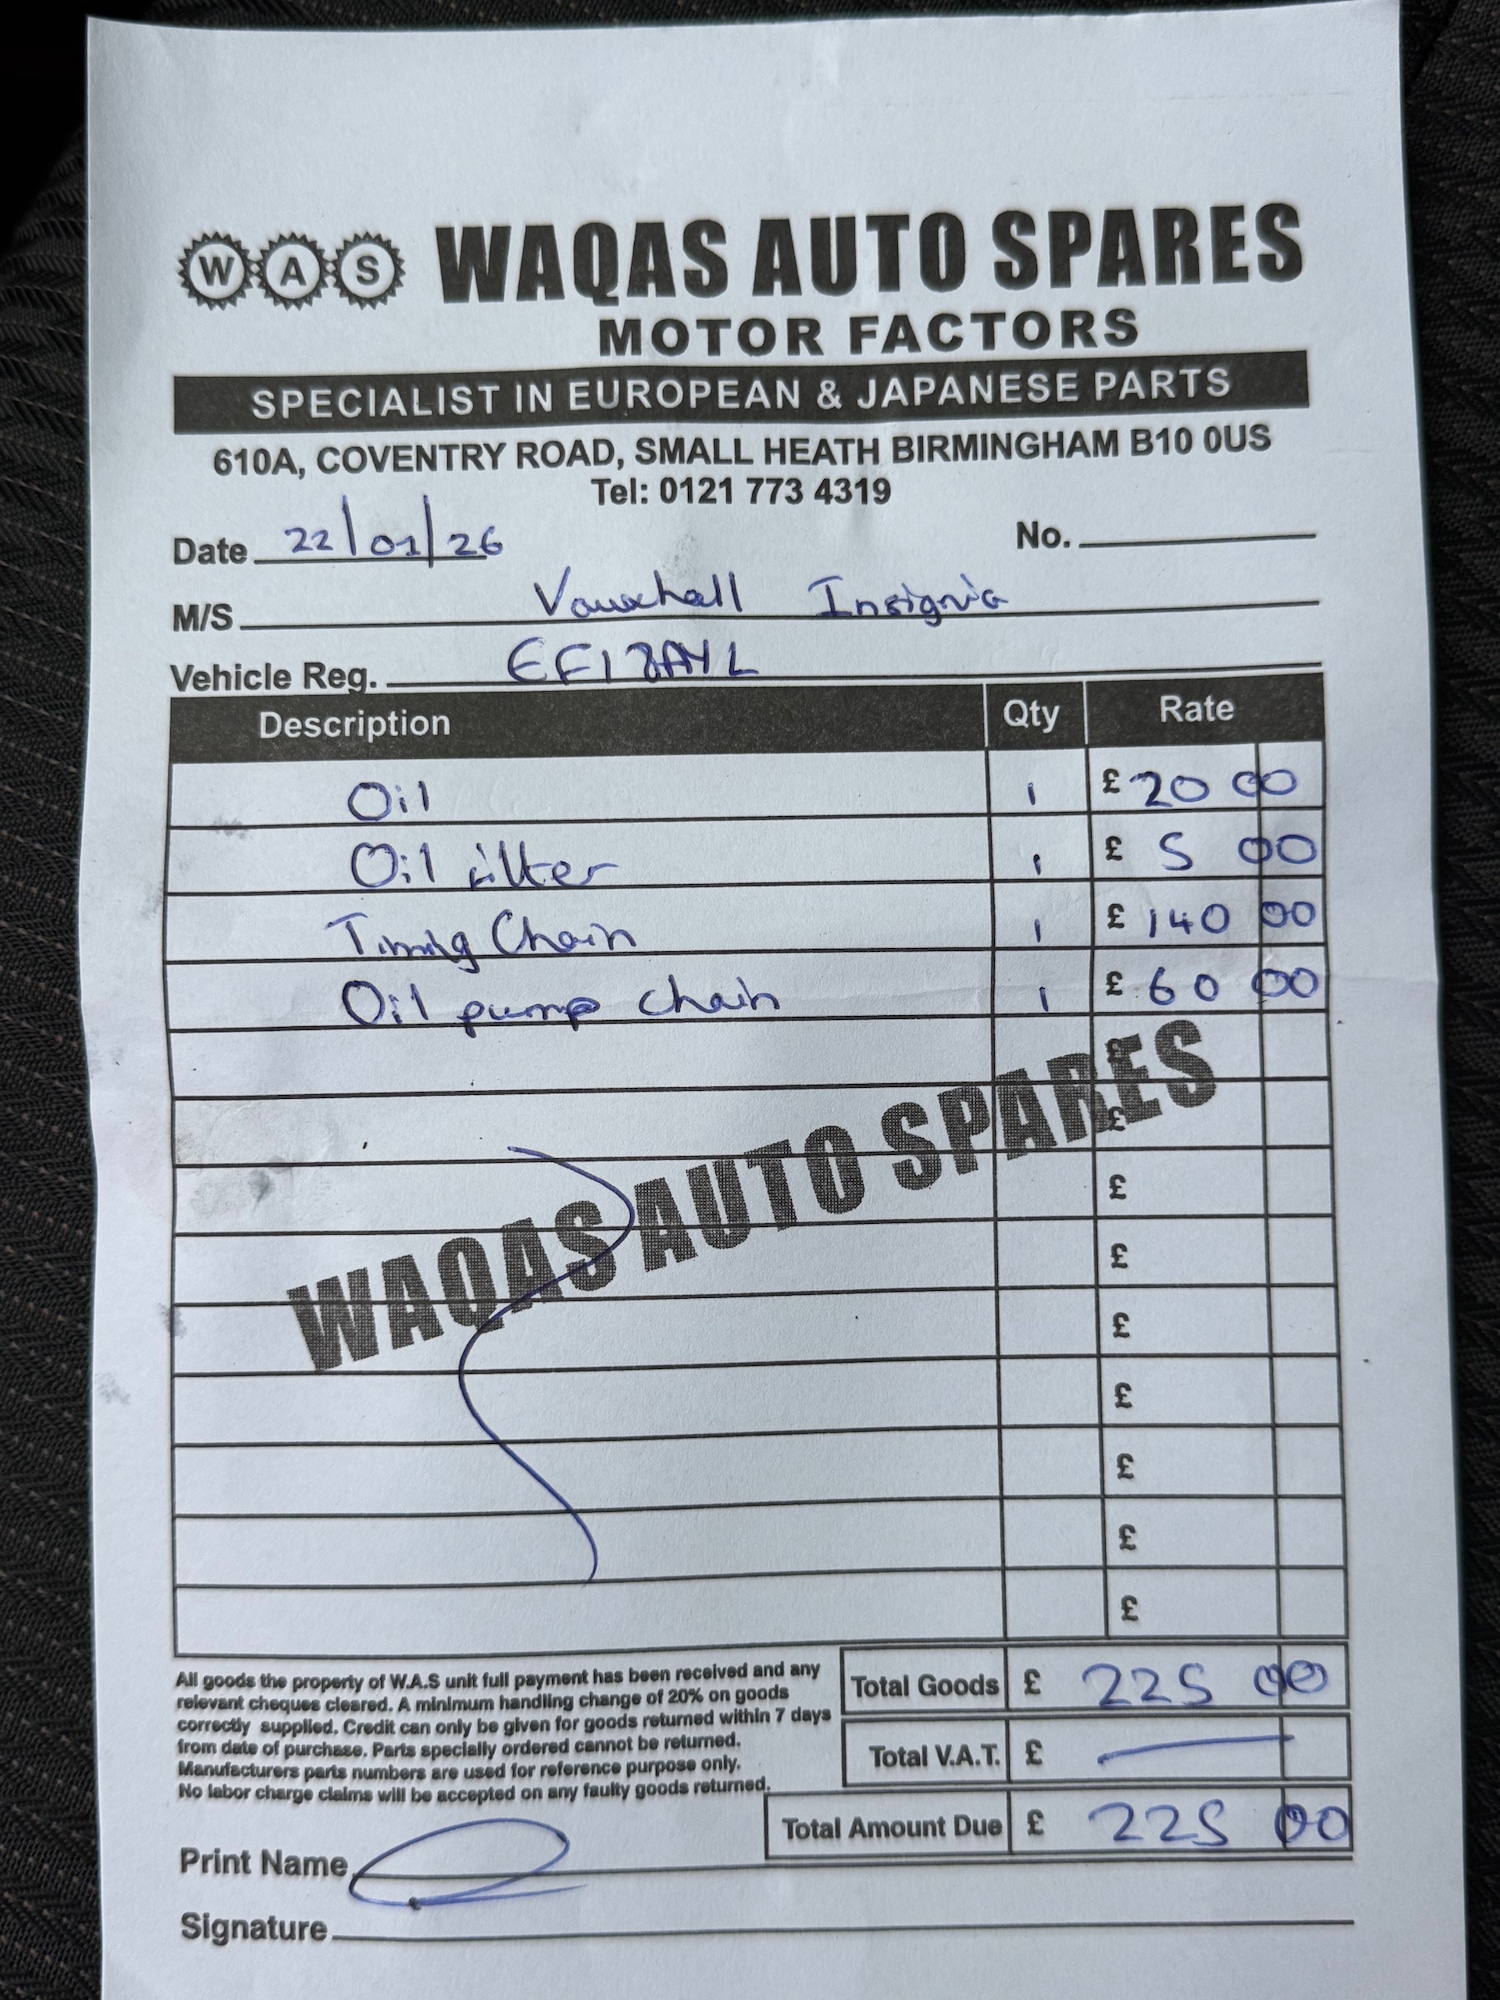 W A S WAQAS AUTO SPARES
MOTOR FACTORS
SPECIALIST IN EUROPEAN & JAPANESE PARTS
610A, COVENTRY ROAD, SMALL HEATH BIRMINGHAM B10 0US
Tel: 0121 773 4319
Date 22/01/26 No.
M/S Vauxhall Insignia
Vehicle Reg.
Description Qty Rate
Oil 1 £ 20 00
Oil filter 1 £ 5 00
Timing Chain 1 £ 140 00
Oil pump chain 1 £ 60 00
£
£
£
£
£
£
£
£
£
WAQAS AUTO SPARES
All goods the property of W.A.S unit full payment has been received and any
relevant cheques cleared. A minimum handling change of 20% on goods
correctly supplied. Credit can only be given for goods returned within 7 days
from date of purchase. Parts specially ordered cannot be returned.
Manufacturers parts numbers are used for reference purpose only.
No labor charge claims will be accepted on any faulty goods returned.
Total Goods £ 225 00
Total V.A.T. £ —
Total Amount Due £ 225 00
Print Name
Signature